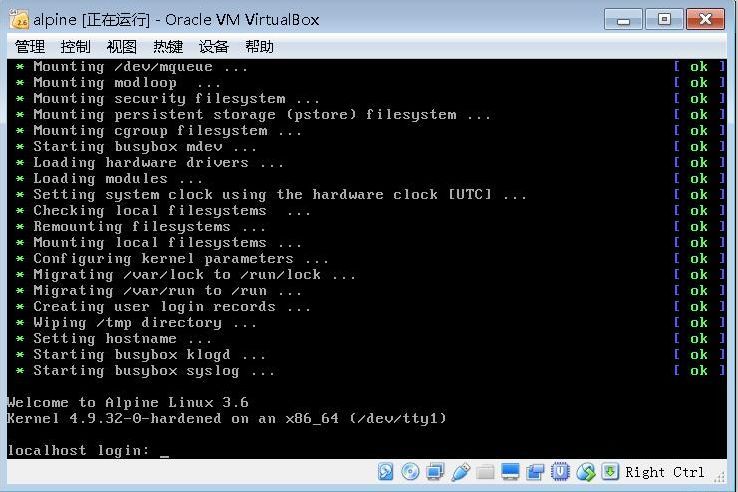 alpine [正在运行] - Oracle VM VirtualBox
管理 控制 视图 热键 设备 帮助
* Mounting /dev/mqueue ... [ ok ]
* Mounting modloop  ... [ ok ]
* Mounting security filesystem ... [ ok ]
* Mounting persistent storage (pstore) filesystem ... [ ok ]
* Mounting cgroup filesystem ... [ ok ]
* Starting busybox mdev ... [ ok ]
* Loading hardware drivers ... [ ok ]
* Loading modules ... [ ok ]
* Setting system clock using the hardware clock [UTC] ... [ ok ]
* Checking local filesystems  ... [ ok ]
* Remounting filesystems ... [ ok ]
* Mounting local filesystems ... [ ok ]
* Configuring kernel parameters ... [ ok ]
* Migrating /var/lock to /run/lock ... [ ok ]
* Migrating /var/run to /run ... [ ok ]
* Creating user login records ... [ ok ]
* Wiping /tmp directory ... [ ok ]
* Setting hostname ... [ ok ]
* Starting busybox klogd ... [ ok ]
* Starting busybox syslog ... [ ok ]
Welcome to Alpine Linux 3.6
Kernel 4.9.32-0-hardened on an x86_64 (/dev/tty1)
localhost login: _
Right Ctrl